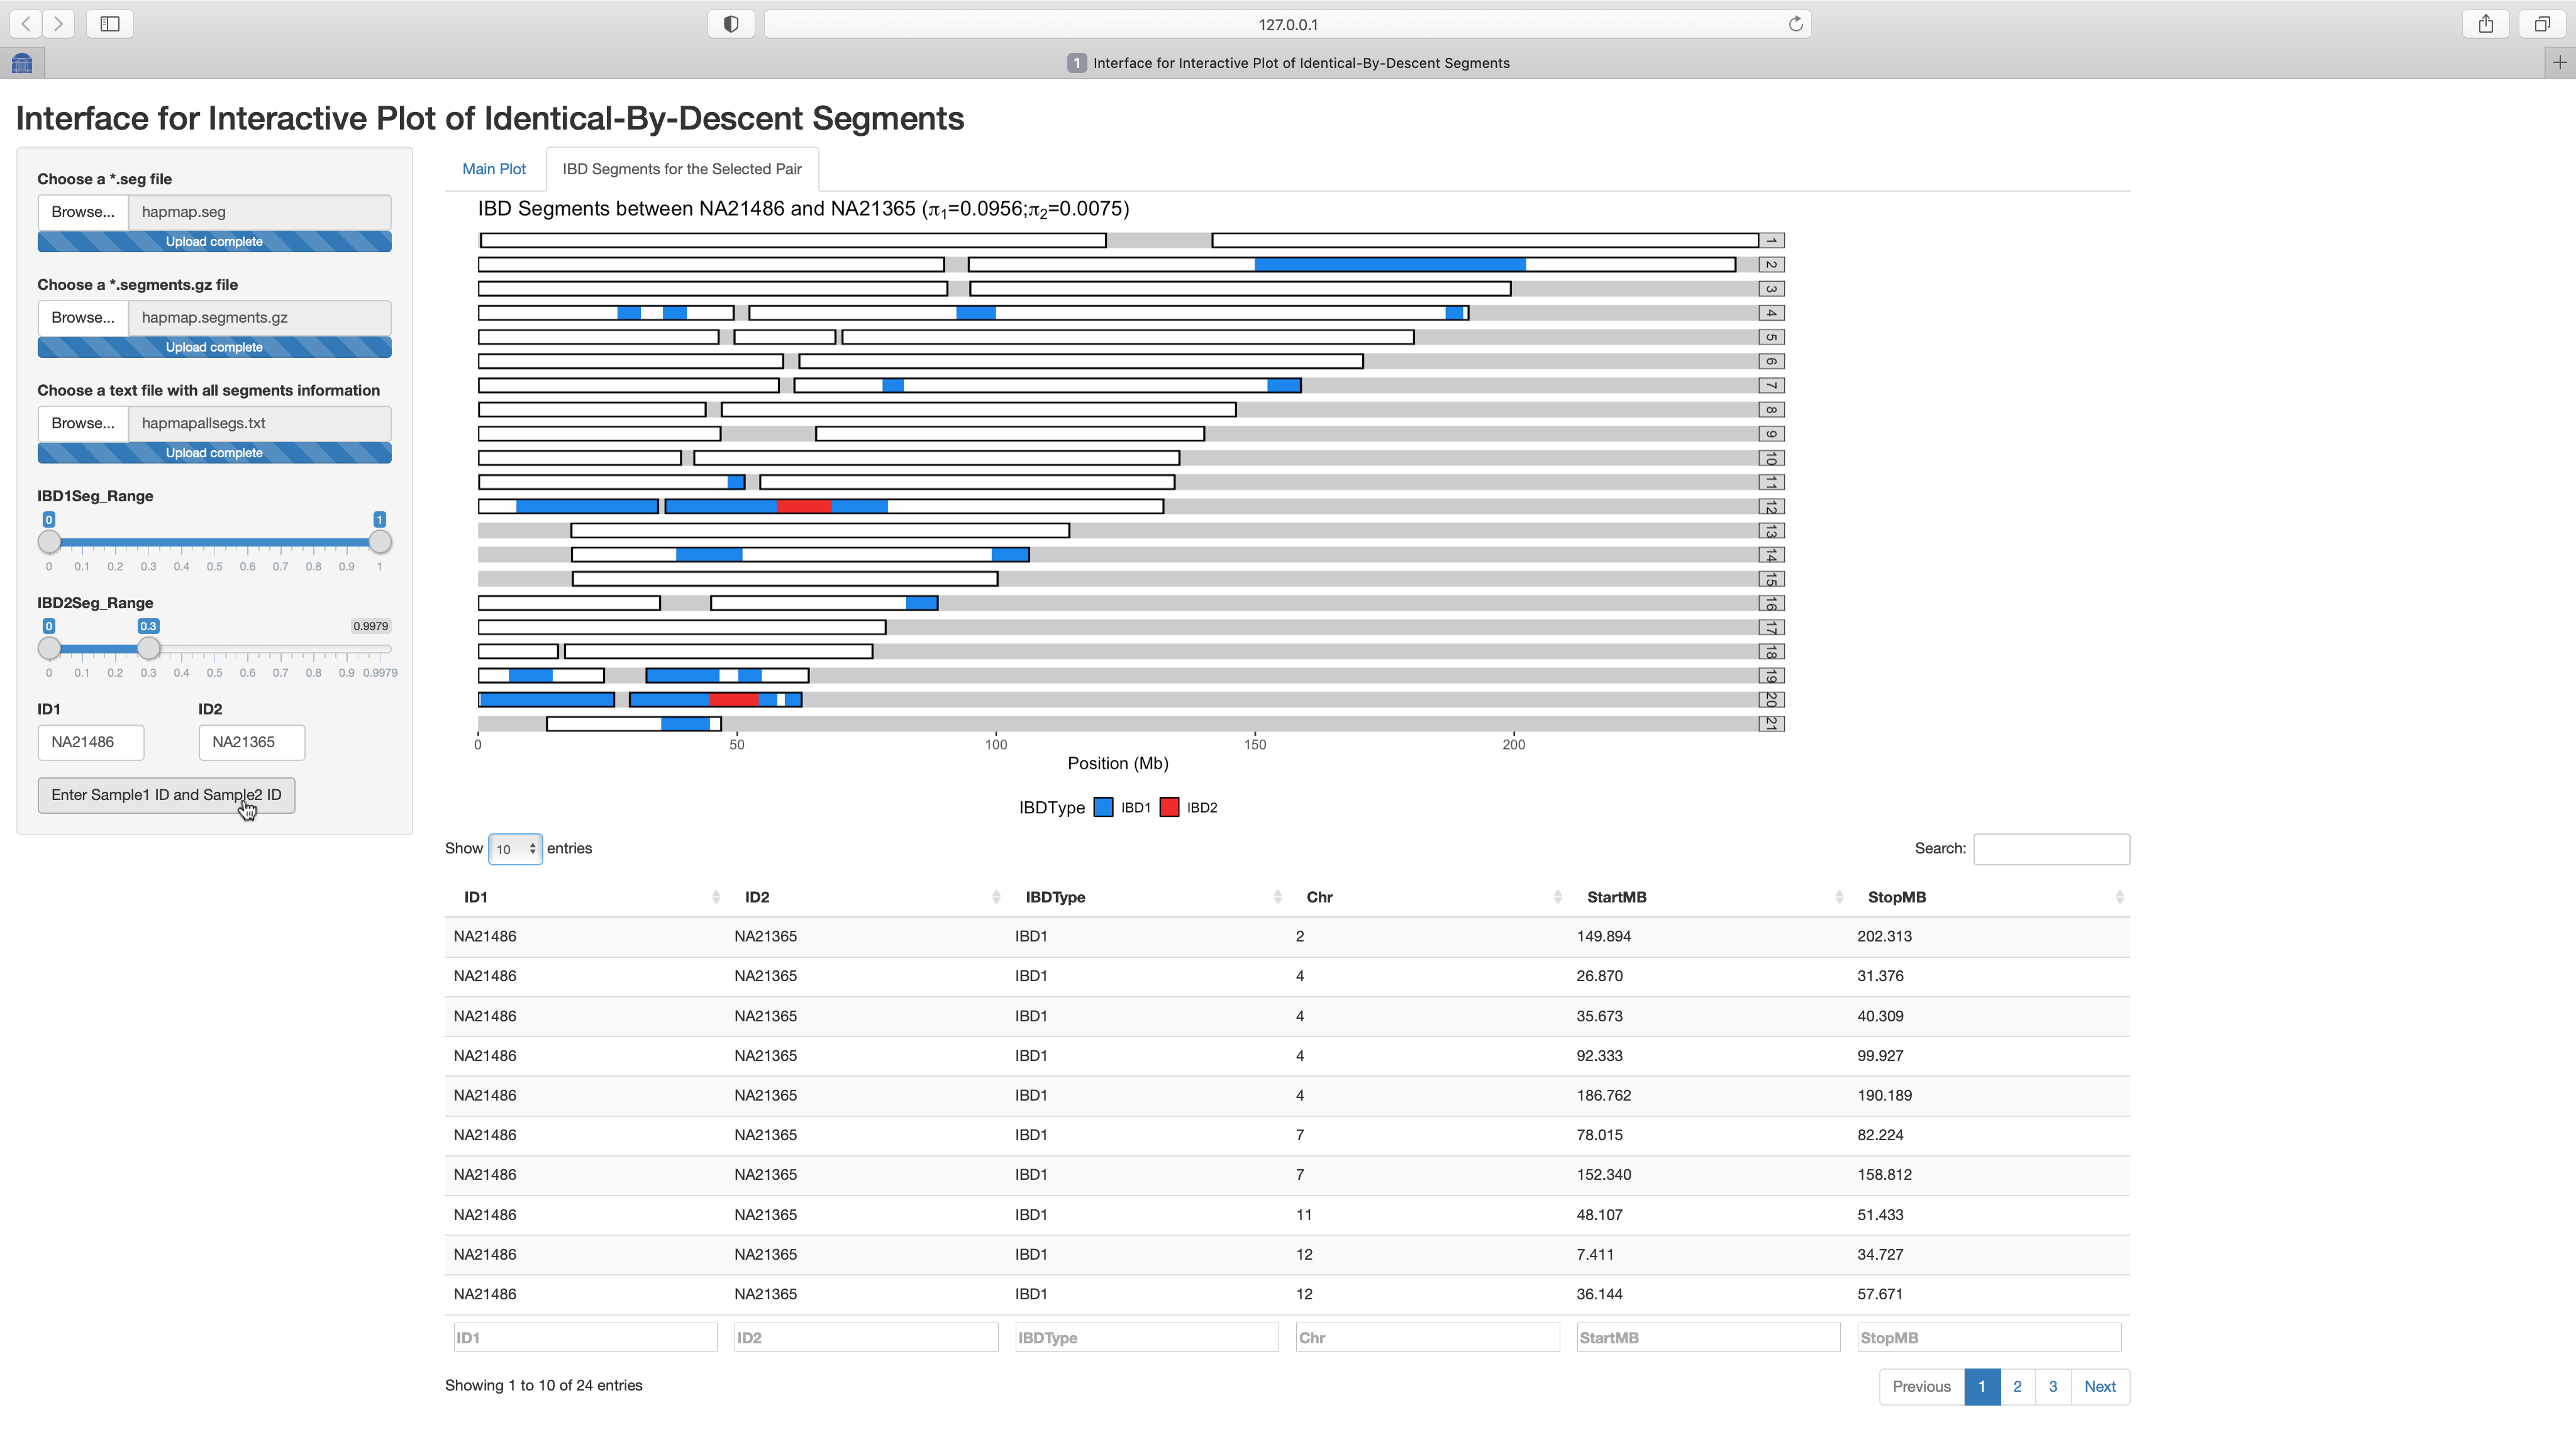 127.0.0.1
1 Interface for Interactive Plot of Identical-By-Descent Segments
Interface for Interactive Plot of Identical-By-Descent Segments
Choose a *.seg file
Browse... hapmap.seg
Upload complete
Choose a *.segments.gz file
Browse... hapmap.segments.gz
Upload complete
Choose a text file with all segments information
Browse... hapmapallsegs.txt
Upload complete
IBD1Seg_Range
0 1
0 0.1 0.2 0.3 0.4 0.5 0.6 0.7 0.8 0.9 1
IBD2Seg_Range
0 0.3 0.9979
0 0.1 0.2 0.3 0.4 0.5 0.6 0.7 0.8 0.9 0.9979
ID1 ID2
NA21486 NA21365
Enter Sample1 ID and Sample2 ID
Main Plot IBD Segments for the Selected Pair
IBD Segments between NA21486 and NA21365 (π1=0.0956;π2=0.0075)
1
2
3
4
5
6
7
8
9
10
11
12
13
14
15
16
17
18
19
20
21
0 50 100 150 200
Position (Mb)
IBDType IBD1 IBD2
Show 10 entries Search:
ID1 ID2 IBDType Chr StartMB StopMB
NA21486 NA21365 IBD1 2 149.894 202.313
NA21486 NA21365 IBD1 4 26.870 31.376
NA21486 NA21365 IBD1 4 35.673 40.309
NA21486 NA21365 IBD1 4 92.333 99.927
NA21486 NA21365 IBD1 4 186.762 190.189
NA21486 NA21365 IBD1 7 78.015 82.224
NA21486 NA21365 IBD1 7 152.340 158.812
NA21486 NA21365 IBD1 11 48.107 51.433
NA21486 NA21365 IBD1 12 7.411 34.727
NA21486 NA21365 IBD1 12 36.144 57.671
ID1 ID2 IBDType Chr StartMB StopMB
Showing 1 to 10 of 24 entries Previous 1 2 3 Next